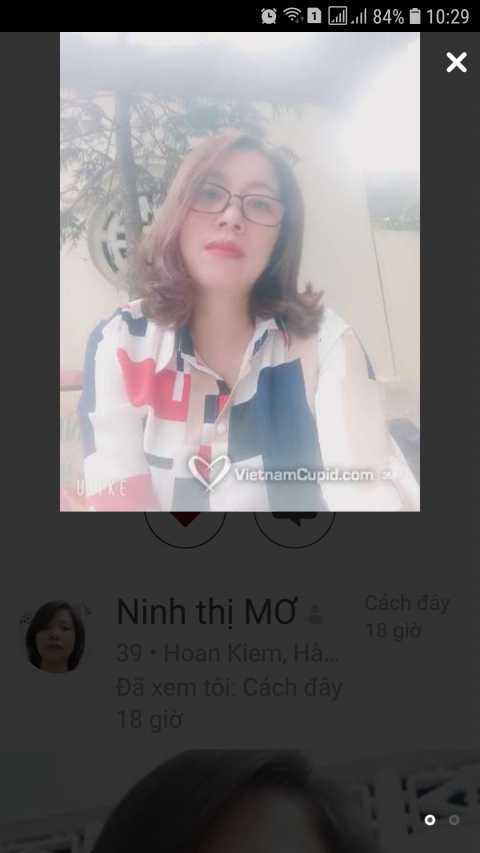 1
84% 10:29
ULIKE
VietnamCupid.com
Ninh thị MƠ
Cách đây
18 giờ
39 • Hoan Kiem, Hà...
Đã xem tôi: Cách đây
18 giờ